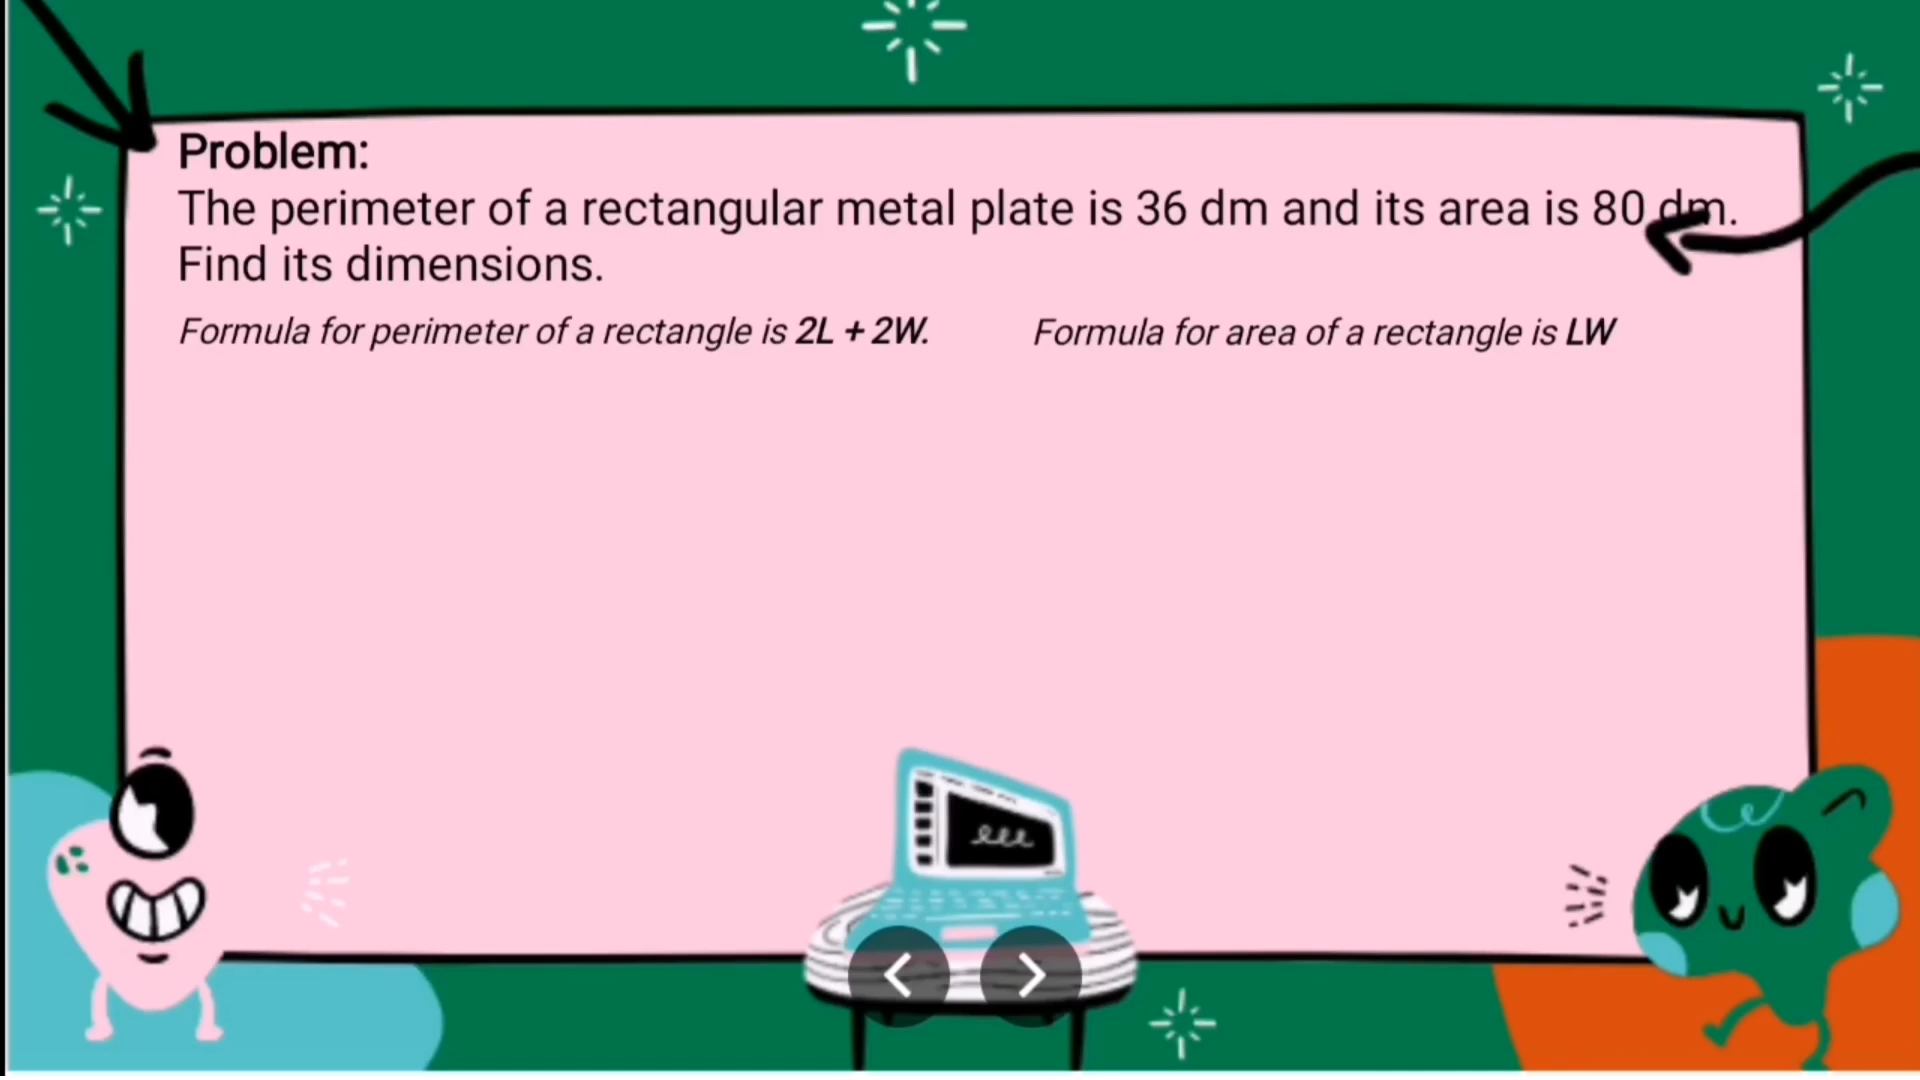 Problem:
The perimeter of a rectangular metal plate is 36 dm and its area is 80 dm.
Find its dimensions.
Formula for perimeter of a rectangle is 2L + 2W.
Formula for area of a rectangle is LW